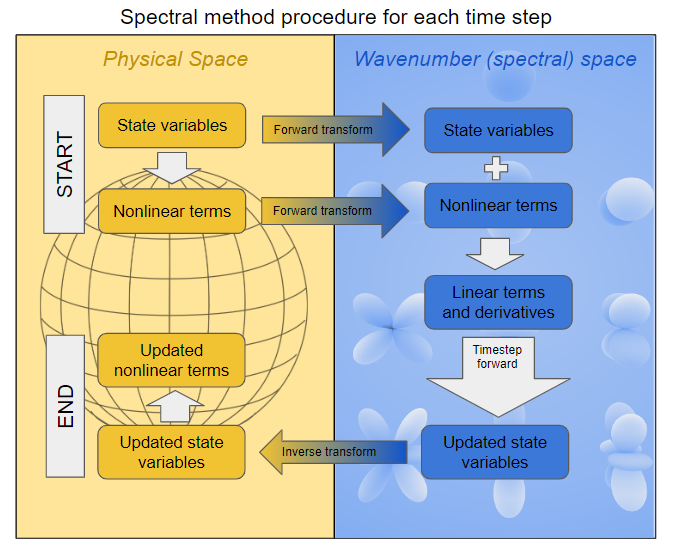 Spectral method procedure for each time step
Physical Space
Wavenumber (spectral) space
START
State variables
Forward transform
State variables
Nonlinear terms
Forward transform
Nonlinear terms
Linear terms
and derivatives
Timestep
forward
END
Updated
nonlinear terms
Updated state
variables
Inverse transform
Updated state
variables